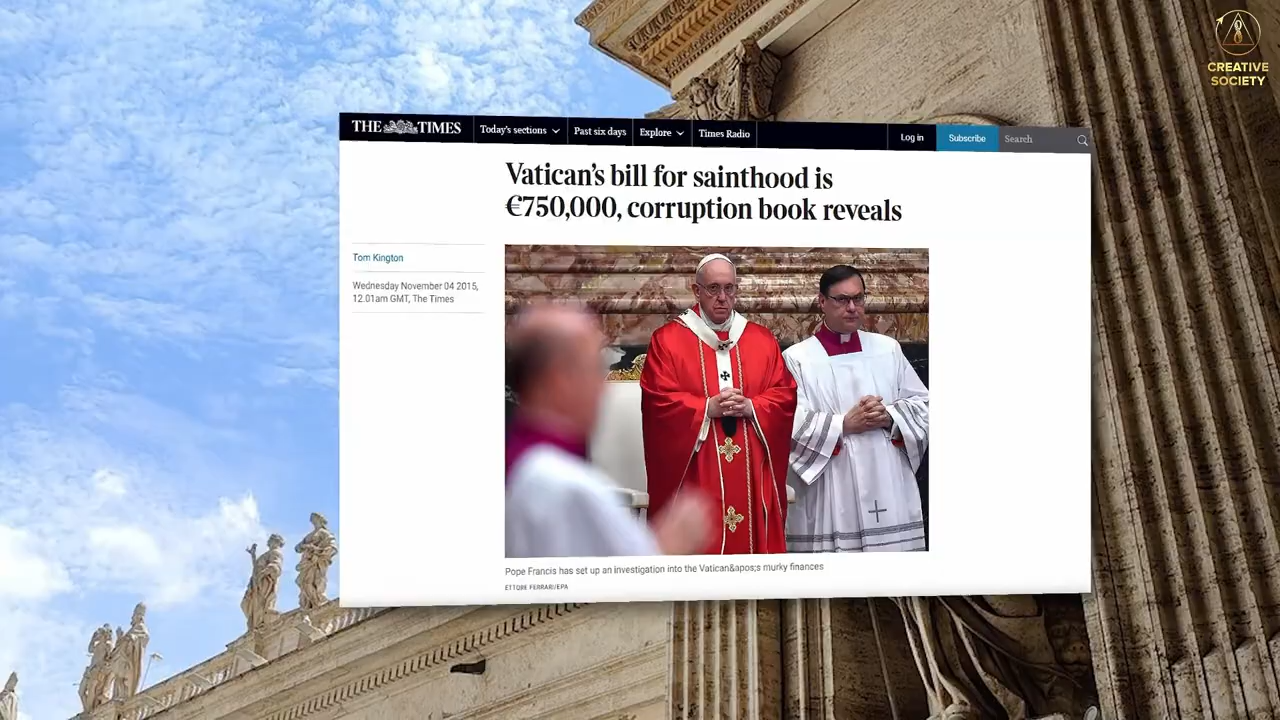 CREATIVE
SOCIETY
THE TIMES
Today's sections
Past six days
Explore
Times Radio
Log in
Subscribe
Search
Vatican's bill for sainthood is
€750,000, corruption book reveals
Tom Kington
Wednesday November 04 2015,
12.01am GMT, The Times
Pope Francis has set up an investigation into the Vatican&apos;s murky finances
ETTORE FERRARI/EPA